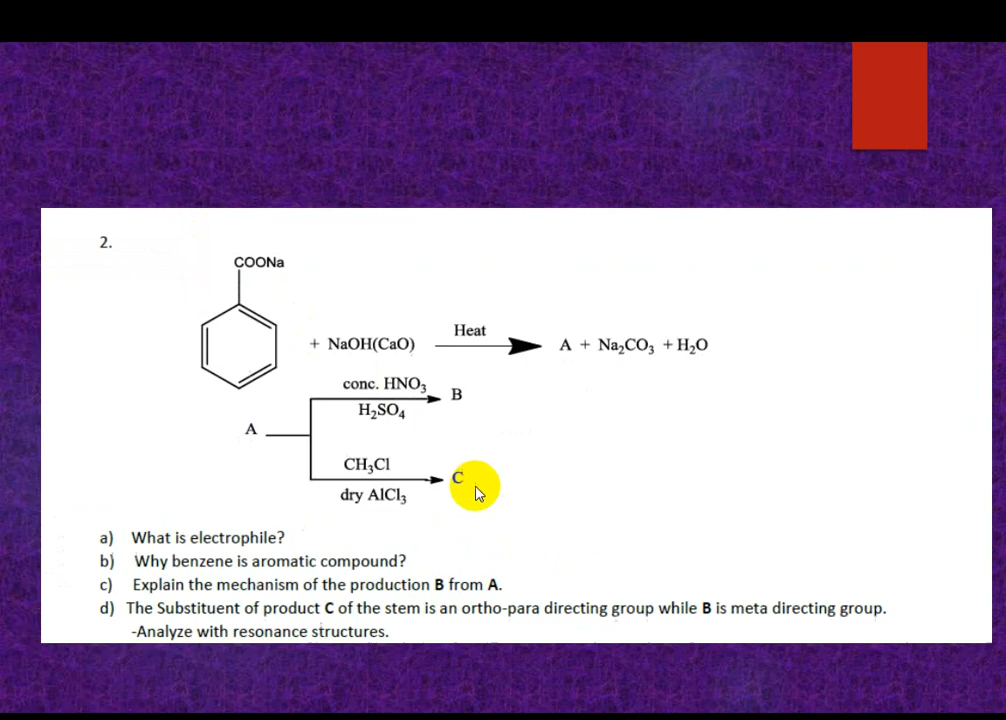 2.
COONa
+ NaOH(CaO) Heat A + Na₂CO₃ + H₂O
conc. HNO₃
B
H₂SO₄
A
CH₃Cl
C
dry AlCl₃
a) What is electrophile?
b) Why benzene is aromatic compound?
c) Explain the mechanism of the production B from A.
d) The Substituent of product C of the stem is an ortho-para directing group while B is meta directing group.
-Analyze with resonance structures.